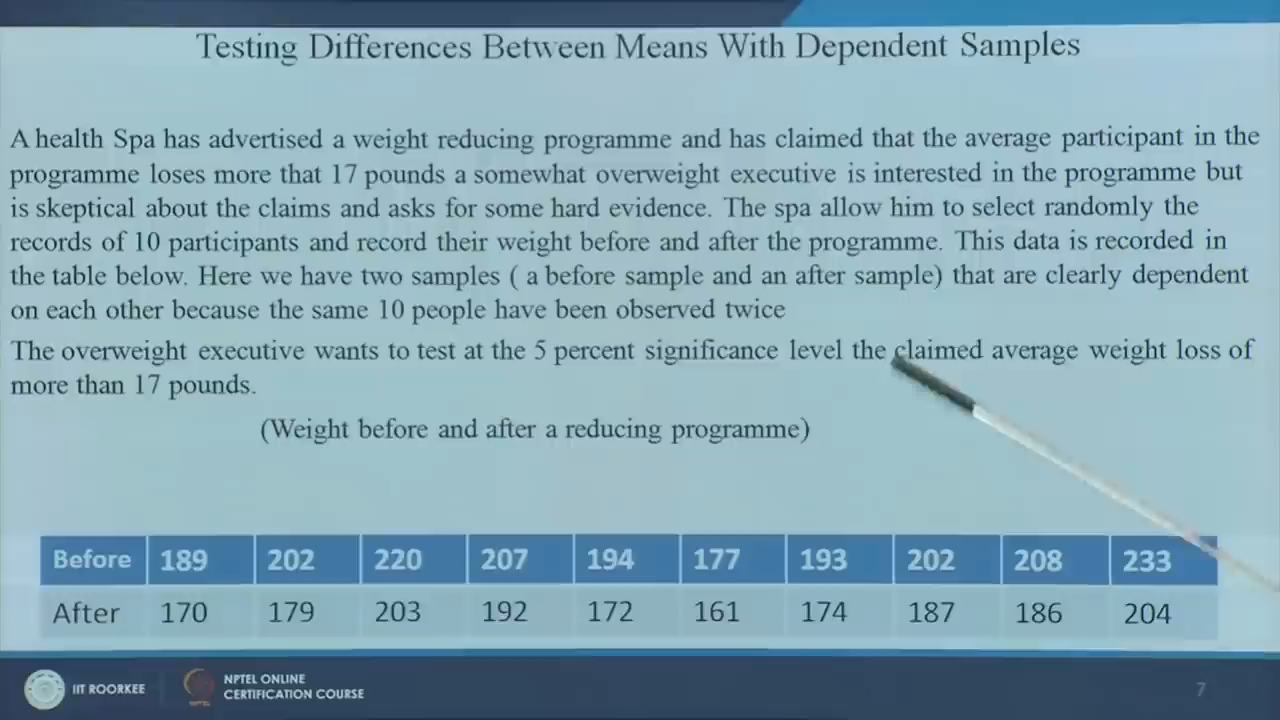 Testing Differences Between Means With Dependent Samples
A health Spa has advertised a weight reducing programme and has claimed that the average participant in the
programme loses more that 17 pounds a somewhat overweight executive is interested in the programme but
is skeptical about the claims and asks for some hard evidence. The spa allow him to select randomly the
records of 10 participants and record their weight before and after the programme. This data is recorded in
the table below. Here we have two samples ( a before sample and an after sample) that are clearly dependent
on each other because the same 10 people have been observed twice
The overweight executive wants to test at the 5 percent significance level the claimed average weight loss of
more than 17 pounds.
(Weight before and after a reducing programme)
Before 189 202 220 207 194 177 193 202 208 233
After 170 179 203 192 172 161 174 187 186 204
IIT ROORKEE
NPTEL ONLINE
CERTIFICATION COURSE
7